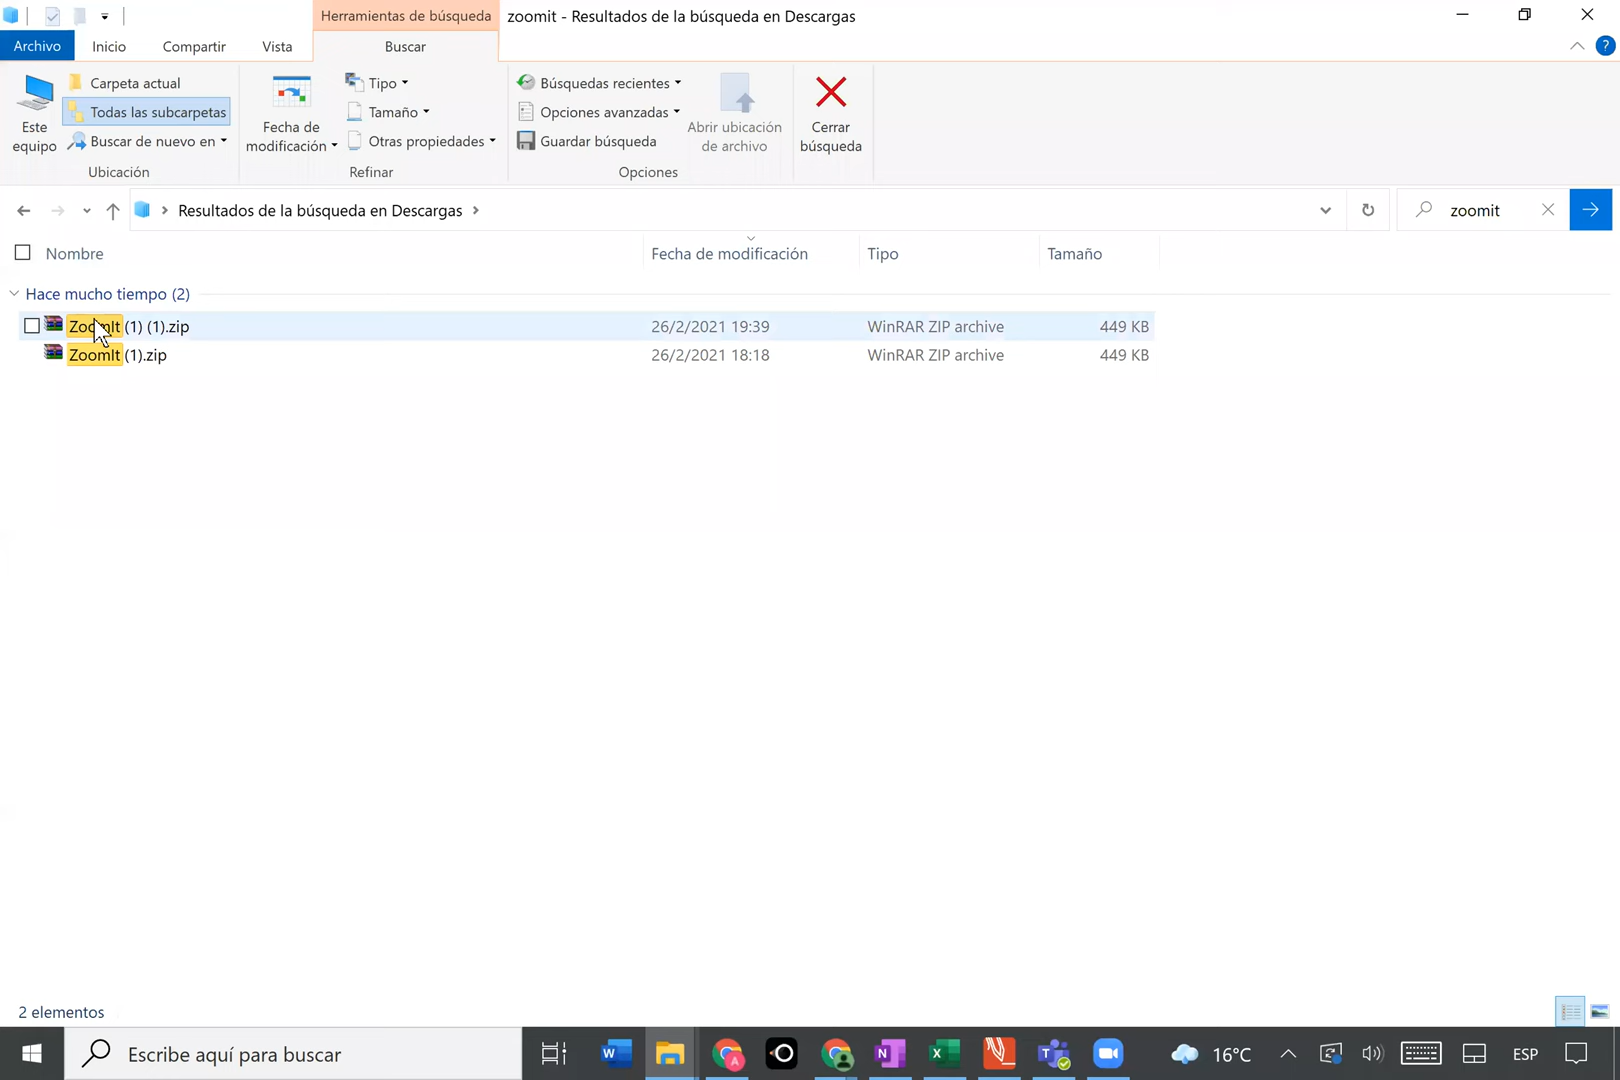 Herramientas de búsqueda
zoomit - Resultados de la búsqueda en Descargas
Archivo
Inicio
Compartir
Vista
Buscar
Este equipo
Carpeta actual
Todas las subcarpetas
Buscar de nuevo en
Ubicación
Fecha de modificación
Tipo
Tamaño
Otras propiedades
Refinar
Búsquedas recientes
Opciones avanzadas
Guardar búsqueda
Abrir ubicación de archivo
Opciones
Cerrar búsqueda
Resultados de la búsqueda en Descargas
zoomit
Nombre
Fecha de modificación
Tipo
Tamaño
Hace mucho tiempo (2)
ZoomIt (1) (1).zip 26/2/2021 19:39 WinRAR ZIP archive 449 KB
ZoomIt (1).zip 26/2/2021 18:18 WinRAR ZIP archive 449 KB
2 elementos
Escribe aquí para buscar
16°C
ESP